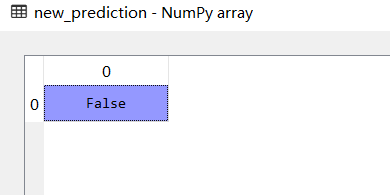 new_prediction - NumPy array
0
0 False